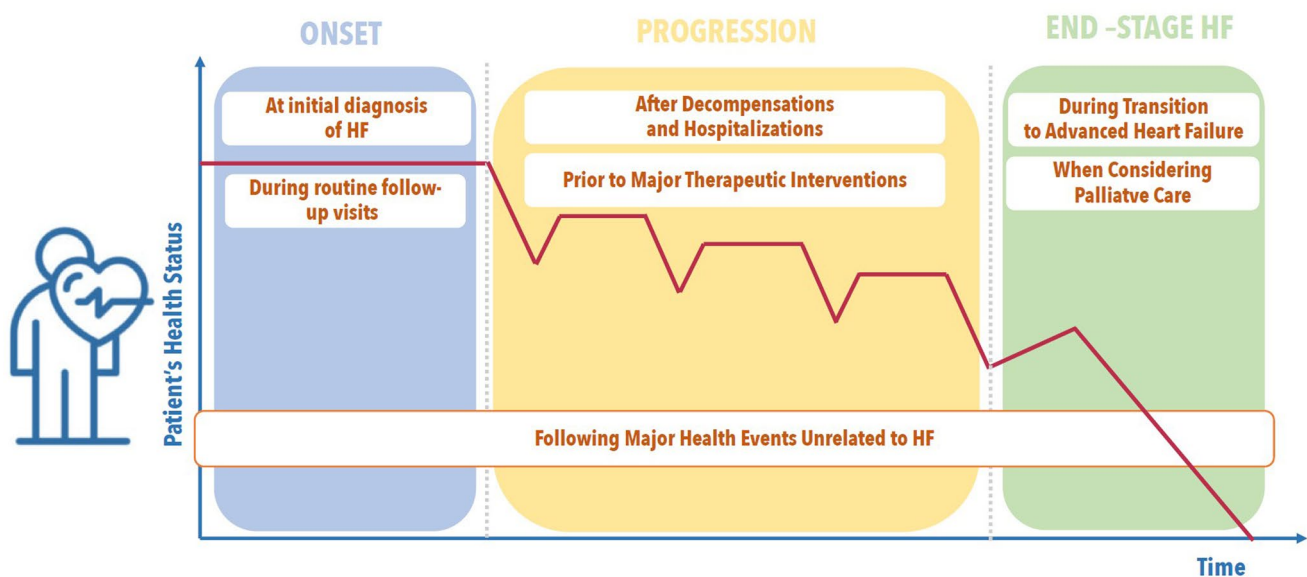 ONSET
PROGRESSION
END –STAGE HF
At initial diagnosis
of HF
During routine follow-
up visits
After Decompensations
and Hospitalizations
Prior to Major Therapeutic Interventions
During Transition
to Advanced Heart Failure
When Considering
Palliatve Care
Patient's Health Status
Following Major Health Events Unrelated to HF
Time